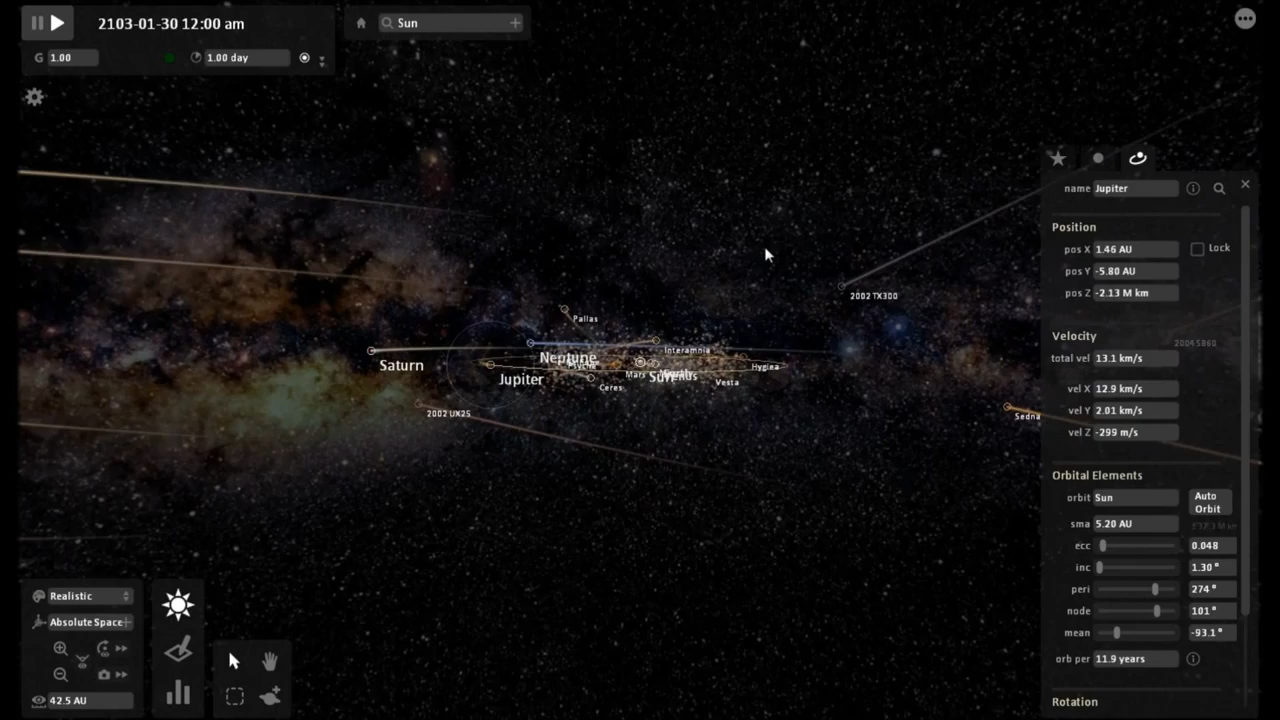 2103-01-30 12:00 am
Sun
G 1.00
1.00 day
name Jupiter
Position
pos X 1.46 AU
Lock
pos Y -5.80 AU
pos Z -2.13 M km
2002 TX300
Pallas
Velocity
2004 SB60
Interamnia
total vel 13.1 km/s
Neptune
Saturn
Hygiea
Mars
Jupiter
Ceres
Vesta
vel X 12.9 km/s
vel Y 2.01 km/s
2002 UX25
Sedna
vel Z -299 m/s
Orbital Elements
orbit Sun
Auto
Orbit
sma 5.20 AU
ecc 0.048
inc 1.30 °
peri 274 °
Realistic
node 101 °
Absolute Space
mean -93.1 °
orb per 11.9 years
42.5 AU
Rotation